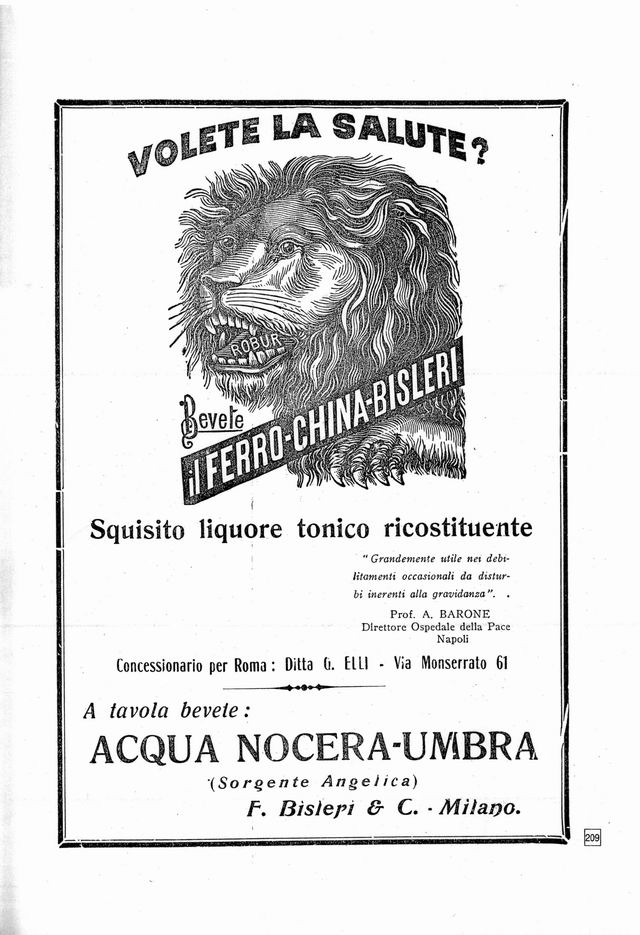 VOLETE LA SALUTE?
ROBUR
Bevete
il FERRO-CHINA-BISLERI
Squisito liquore tonico ricostituente
"Grandemente utile nei debi-
litamenti occasionali da distur-
bi inerenti alla gravidanza". .
Prof. A. BARONE
Direttore Ospedale della Pace
Napoli
Concessionario per Roma: Ditta G. ELLI - Via Monserrato 61
A tavola bevete:
ACQUA NOCERA-UMBRA
(Sorgente Angelica)
F. Bisleri & C. - Milano.
209